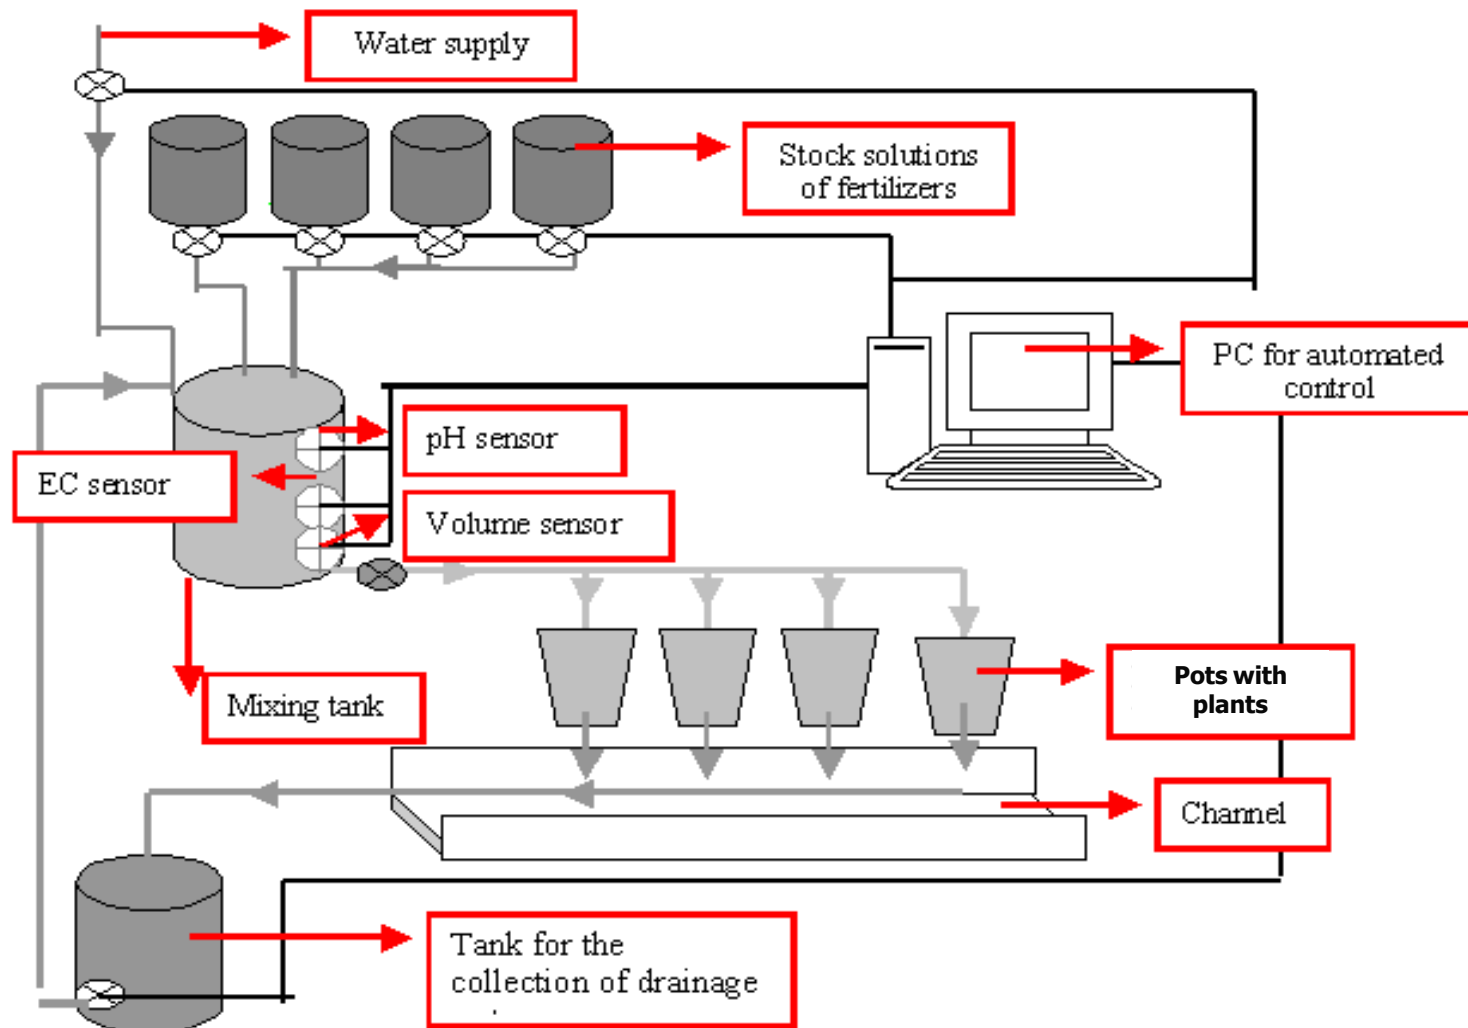 Water supply
Stock solutions
of fertilizers
PC for automated
control
pH sensor
EC sensor
Volume sensor
Pots with
plants
Mixing tank
Channel
Tank for the
collection of drainage